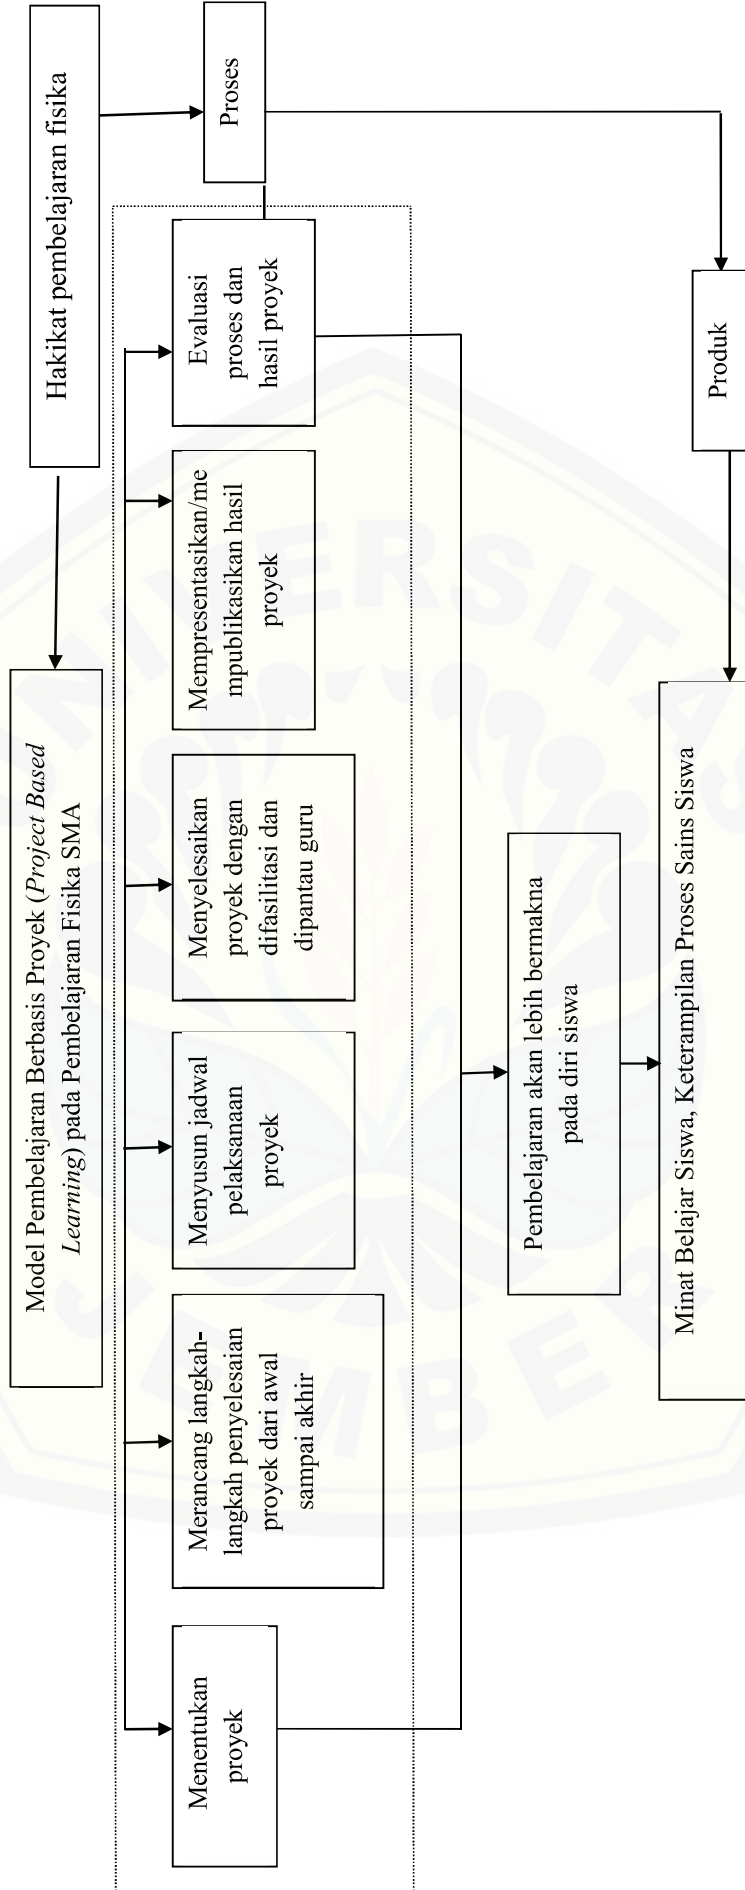 Model Pembelajaran Berbasis Proyek (Project Based
Learning) pada Pembelajaran Fisika SMA
Hakikat pembelajaran fisika
Menentukan
proyek
Merancang langkah-
langkah penyelesaian
proyek dari awal
sampai akhir
Menyusun jadwal
pelaksanaan
proyek
Menyelesaikan
proyek dengan
difasilitasi dan
dipantau guru
Mempresentasikan/me
mpublikasikan hasil
proyek
Evaluasi
proses dan
hasil proyek
Proses
Pembelajaran akan lebih bermakna
pada diri siswa
Minat Belajar Siswa, Keterampilan Proses Sains Siswa
Produk
UNIVERSITAS
JEMBER